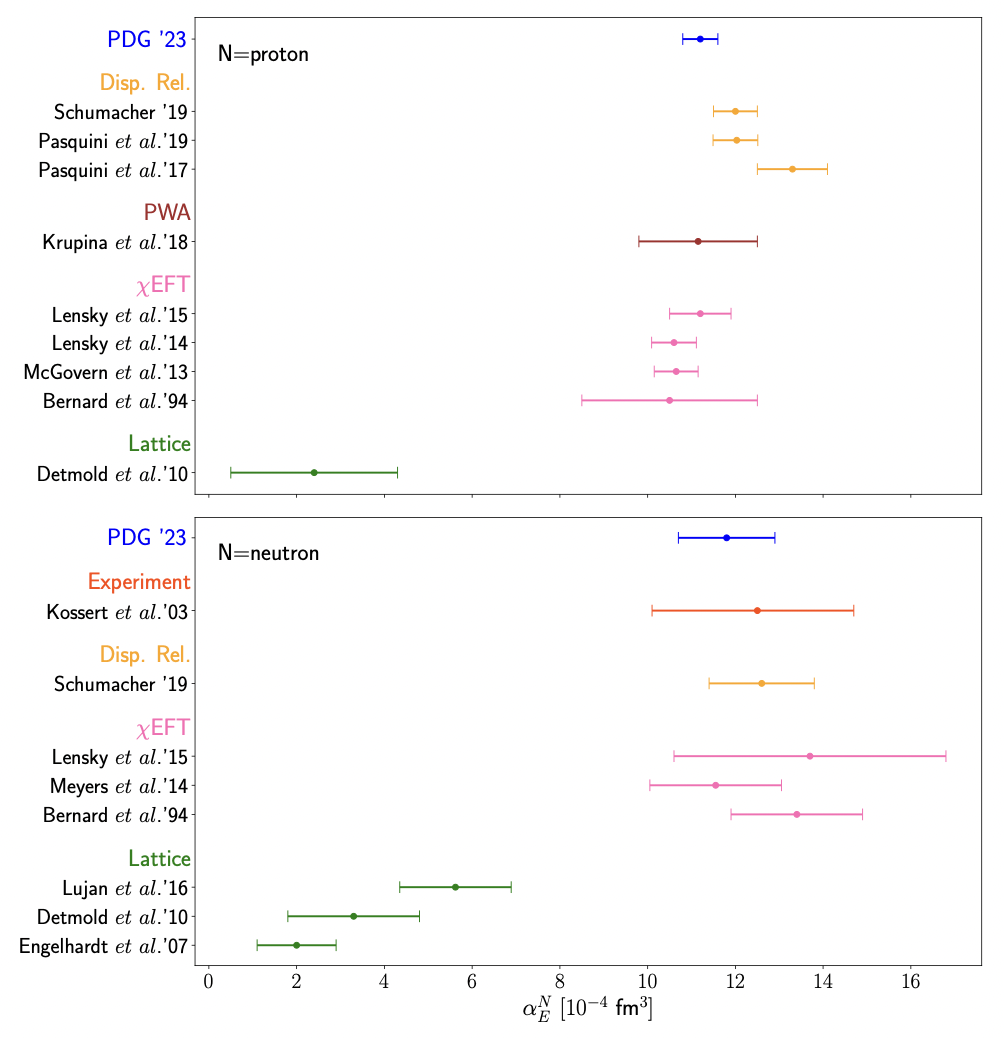 PDG '23
N=proton
Disp. Rel.
Schumacher '19
Pasquini et al.'19
Pasquini et al.'17
PWA
Krupina et al.'18
χEFT
Lensky et al.'15
Lensky et al.'14
McGovern et al.'13
Bernard et al.'94
Lattice
Detmold et al.'10
PDG '23
N=neutron
Experiment
Kossert et al.'03
Disp. Rel.
Schumacher '19
χEFT
Lensky et al.'15
Meyers et al.'14
Bernard et al.'94
Lattice
Lujan et al.'16
Detmold et al.'10
Engelhardt et al.'07
0 2 4 6 8 10 12 14 16
α_E^N [10⁻⁴ fm³]